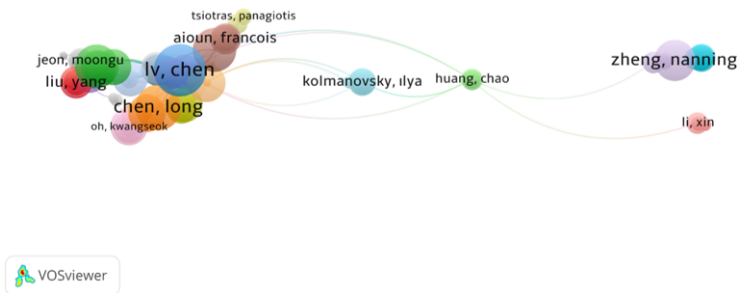 tsiotras, panagiotis
aioun, francois
jeon, moongu
lv, chen
zheng, nanning
liu, yang
kolmanovsky, ilya
huang, chao
chen, long
li, xin
oh, kwangseok
VOSviewer